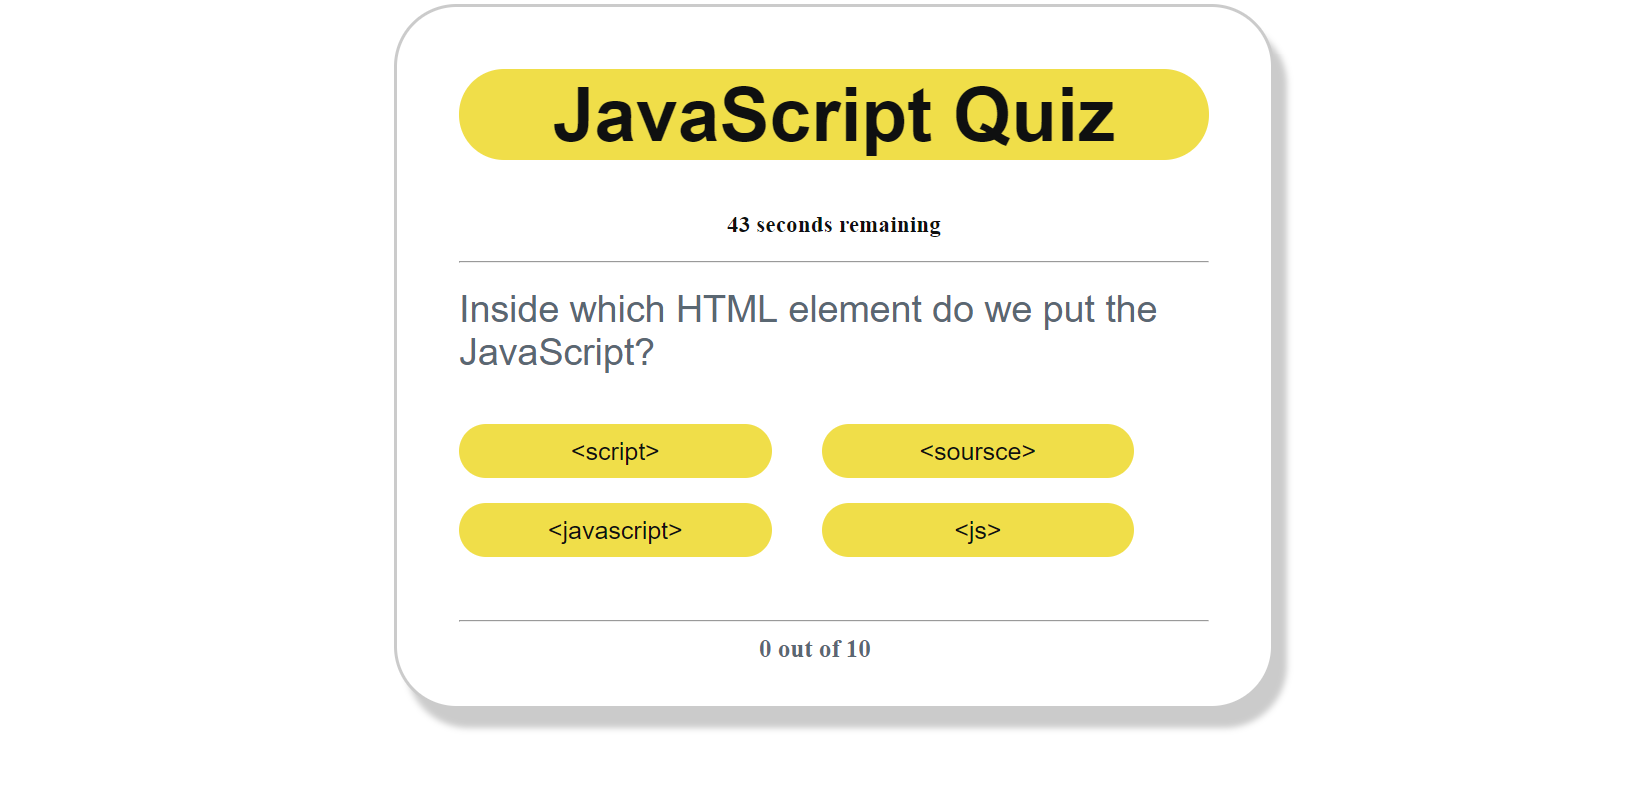 JavaScript Quiz
43 seconds remaining
Inside which HTML element do we put the
JavaScript?
<script>
<soursce>
<javascript>
<js>
0 out of 10